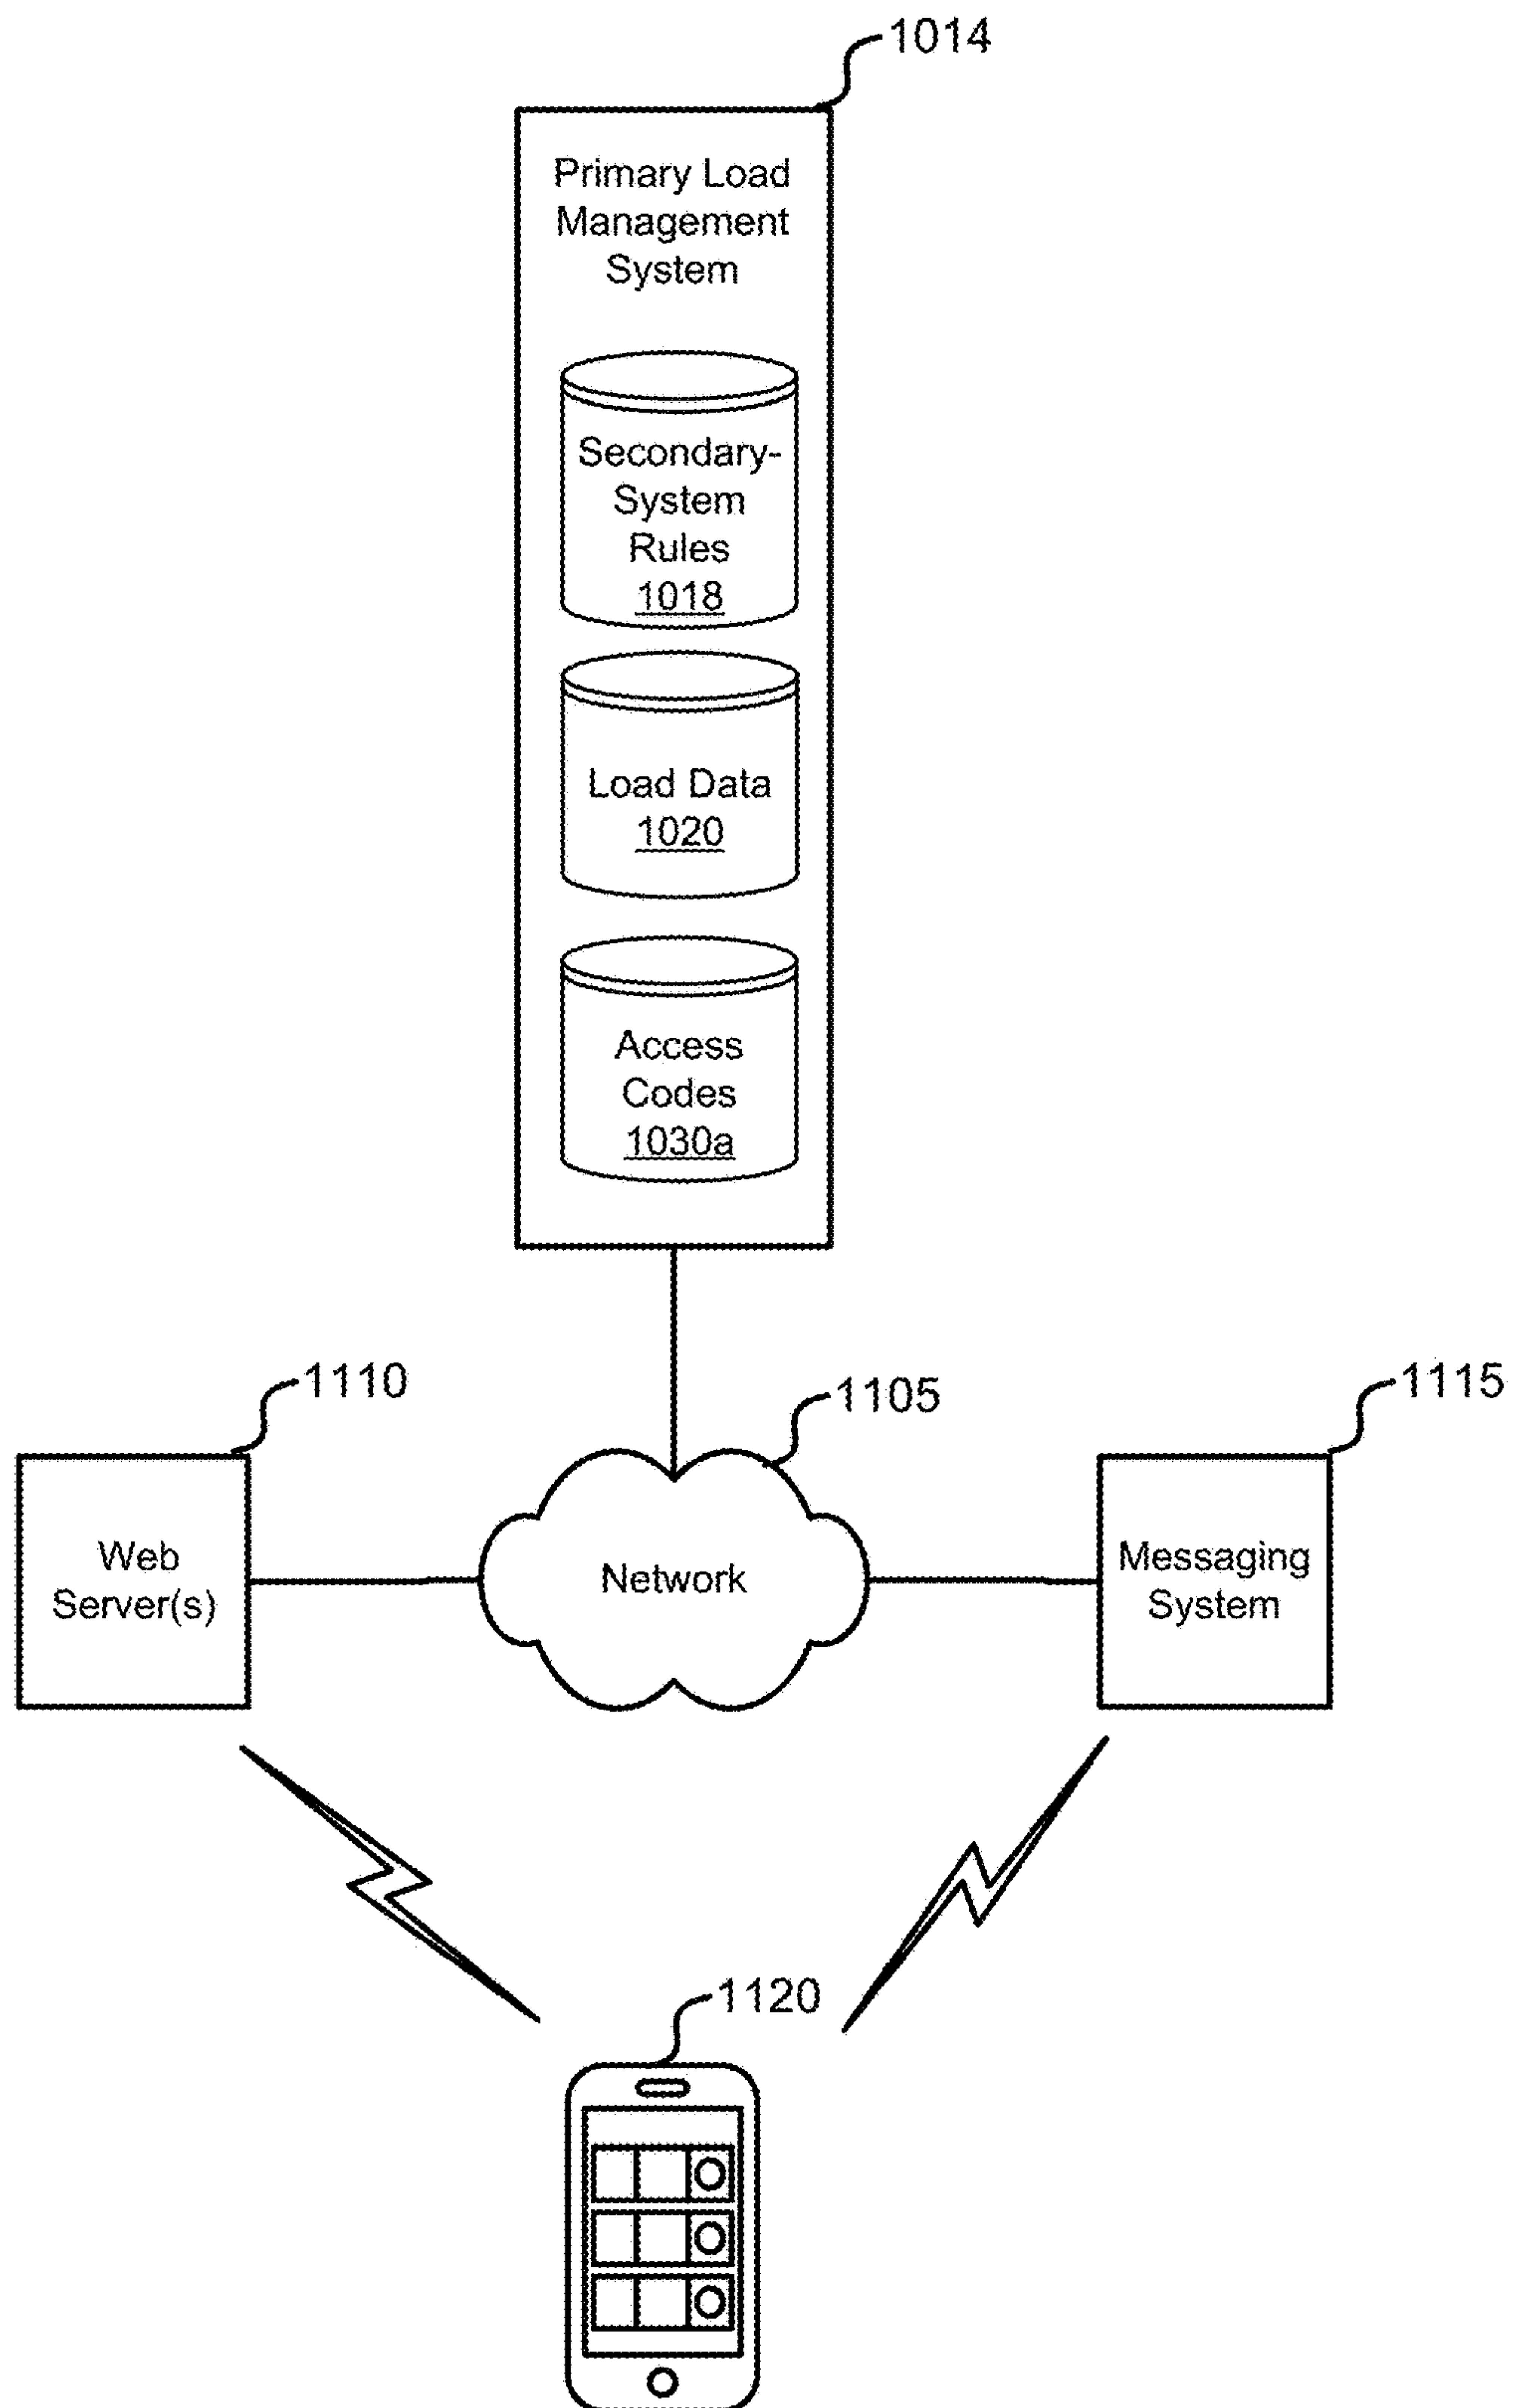 1014
Primary Load
Management
System
Secondary-
System
Rules
1018
Load Data
1020
Access
Codes
1030a
1110
1105
1115
Web
Server(s)
Network
Messaging
System
1120